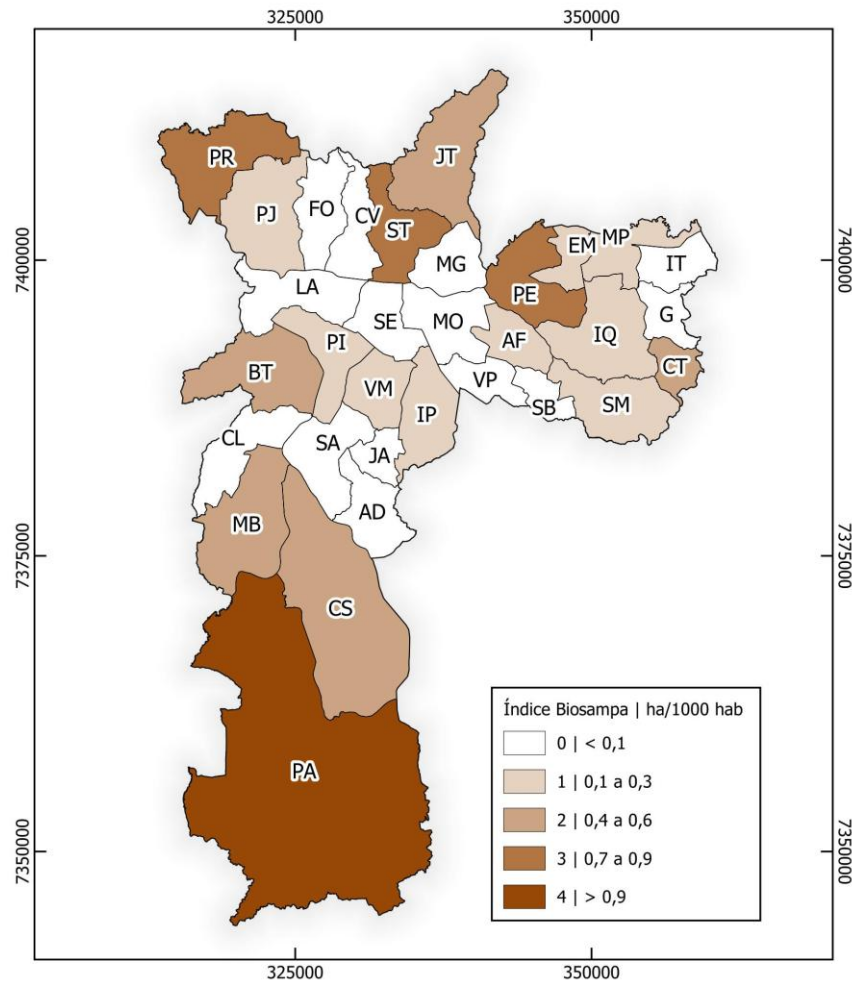 325000 350000
JT
PR
PJ FO CV ST
EM MP
MG IT
7400000 7400000
LA PE
SE MO G
PI AF IQ
BT VM VP CT
IP SB SM
CL SA JA
AD
MB
7375000 7375000
CS
Índice Biosampa | ha/1000 hab
0 | < 0,1
PA
1 | 0,1 a 0,3
2 | 0,4 a 0,6
7350000 7350000
3 | 0,7 a 0,9
4 | > 0,9
325000 350000